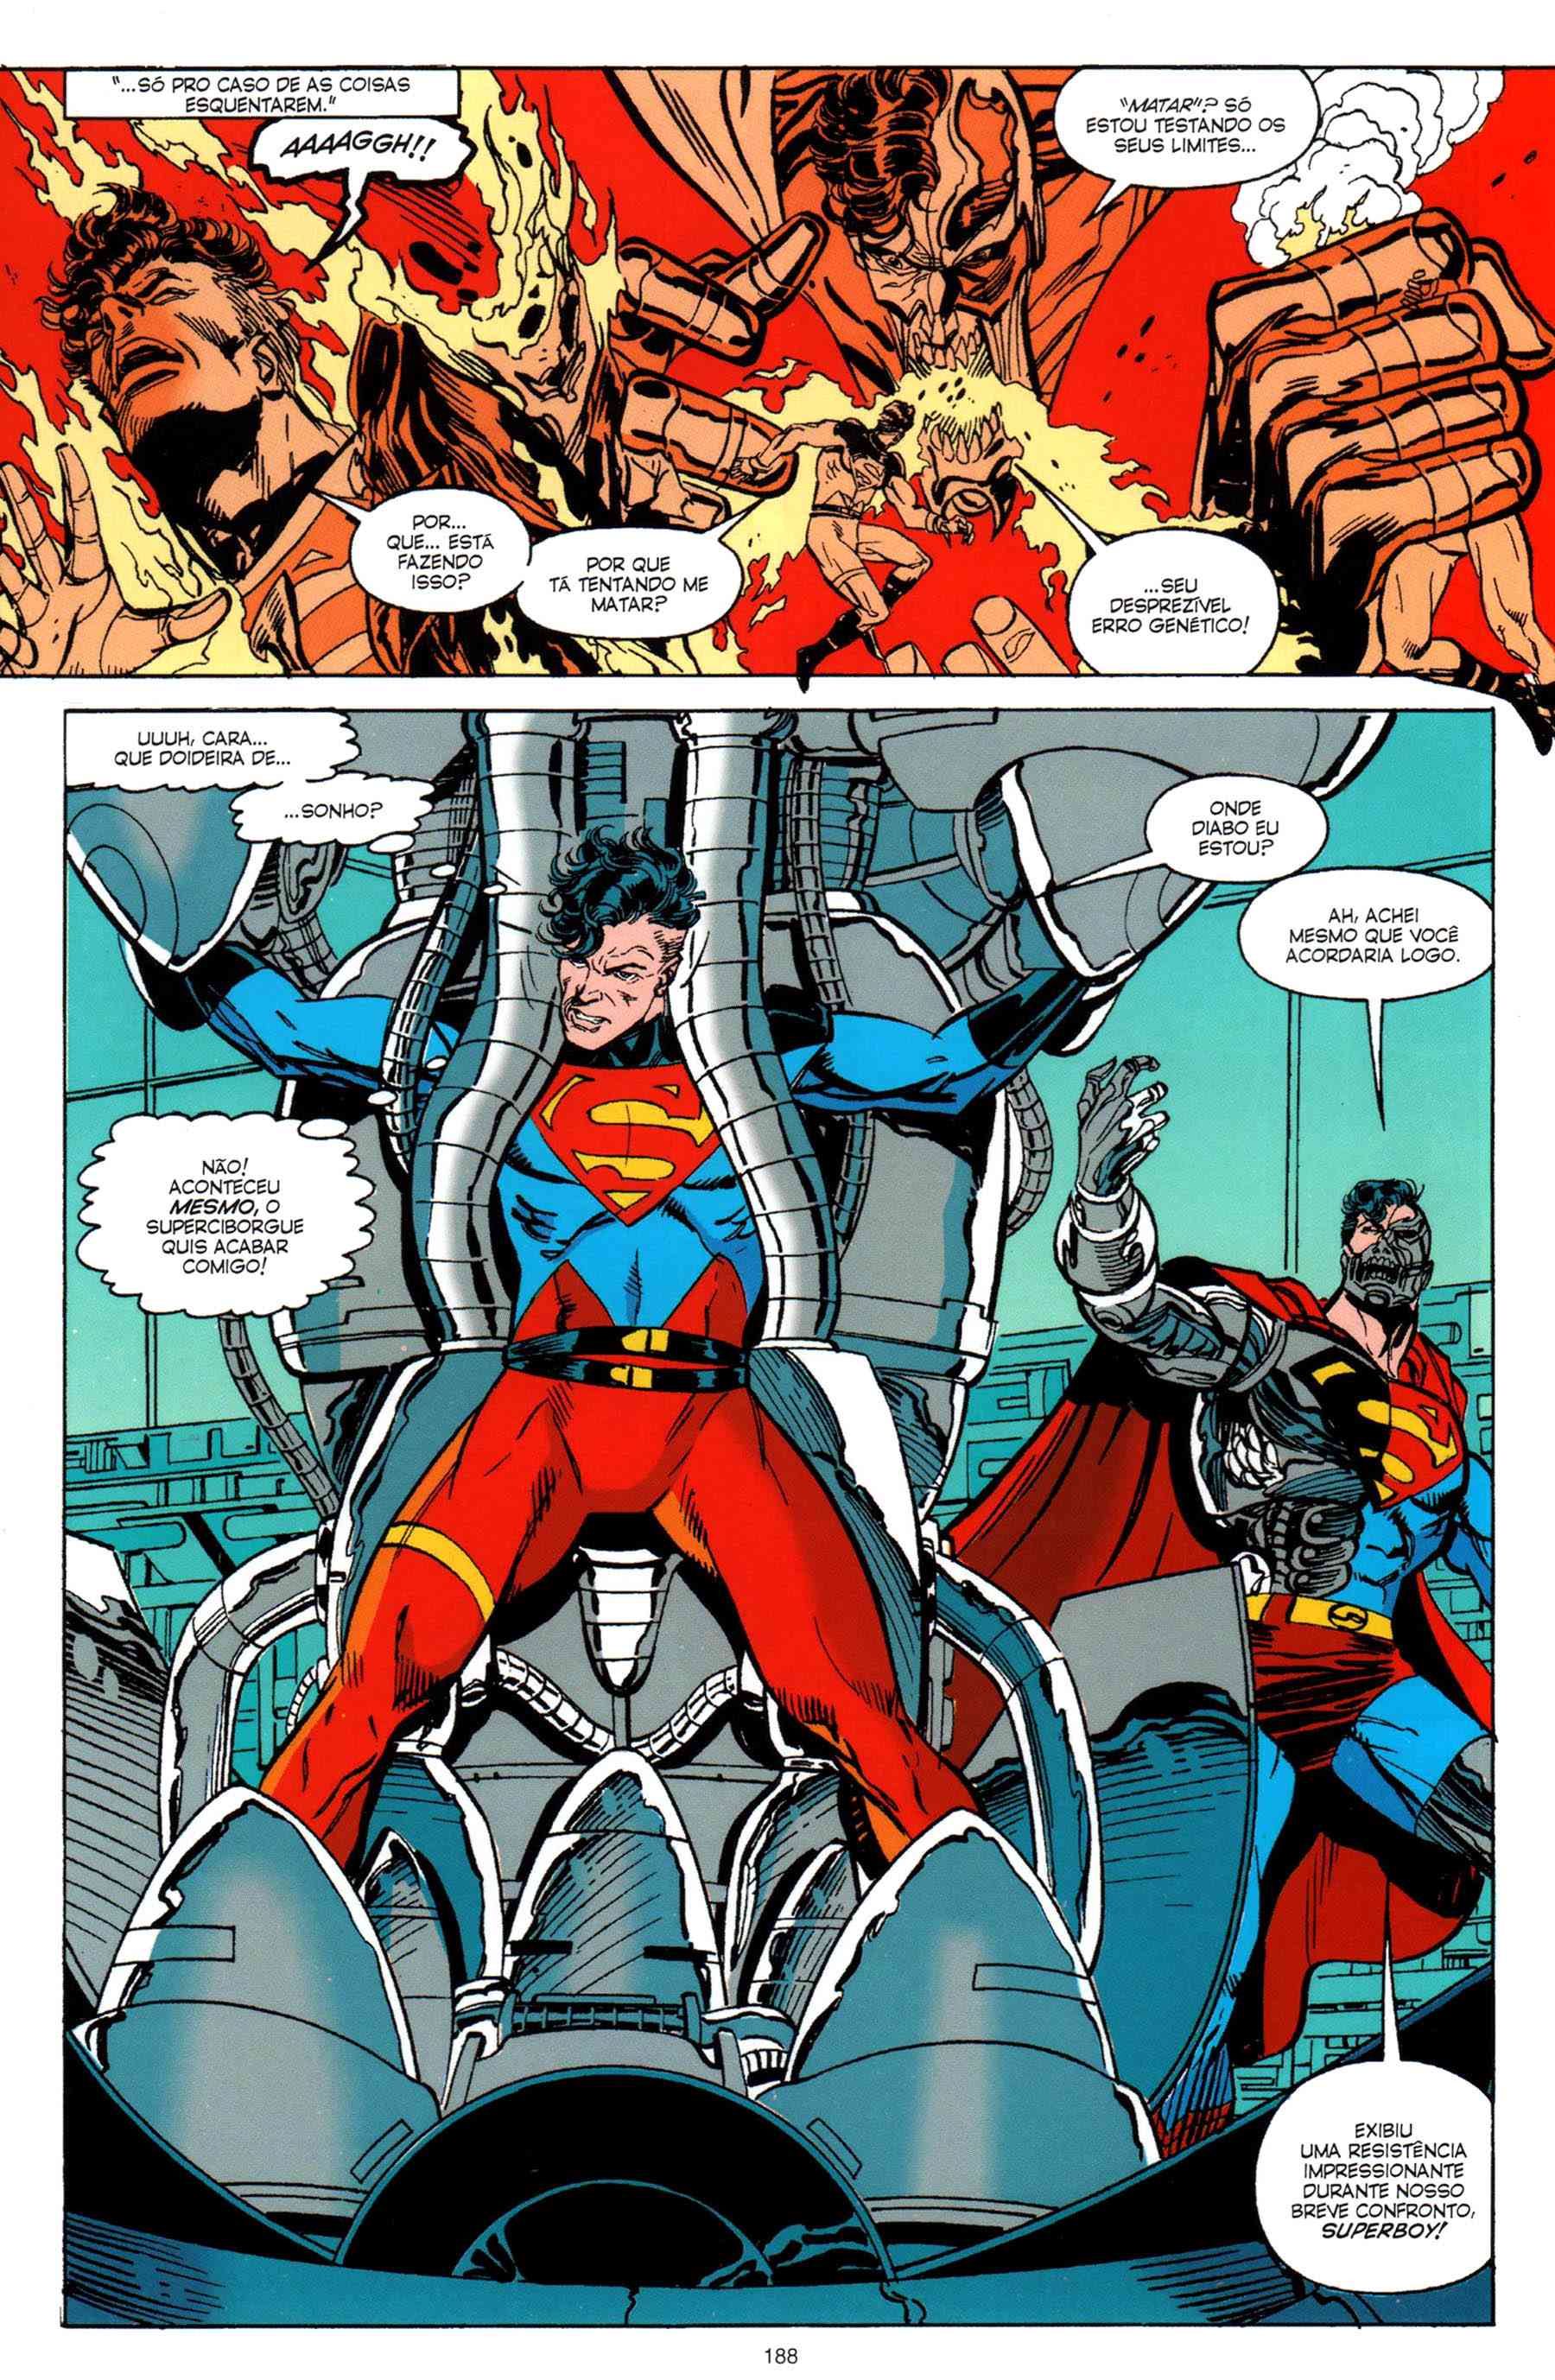 "...SÓ PRO CASO DE AS COISAS
ESQUENTAREM."
AAAAGGH!!
POR...
QUE... ESTÁ
FAZENDO
ISSO?
POR QUE
TÁ TENTANDO ME
MATAR?
"MATAR"? SÓ
ESTOU TESTANDO OS
SEUS LIMITES...
...SEU
DESPREZÍVEL
ERRO GENÉTICO!
UUUH, CARA...
QUE DOIDEIRA DE...
...SONHO?
ONDE
DIABO EU
ESTOU?
AH, ACHEI
MESMO QUE VOCÊ
ACORDARIA LOGO.
NÃO!
ACONTECEU
MESMO, O
SUPERCIBORGUE
QUIS ACABAR
COMIGO!
EXIBIU
UMA RESISTÊNCIA
IMPRESSIONANTE
DURANTE NOSSO
BREVE CONFRONTO,
SUPERBOY!
188